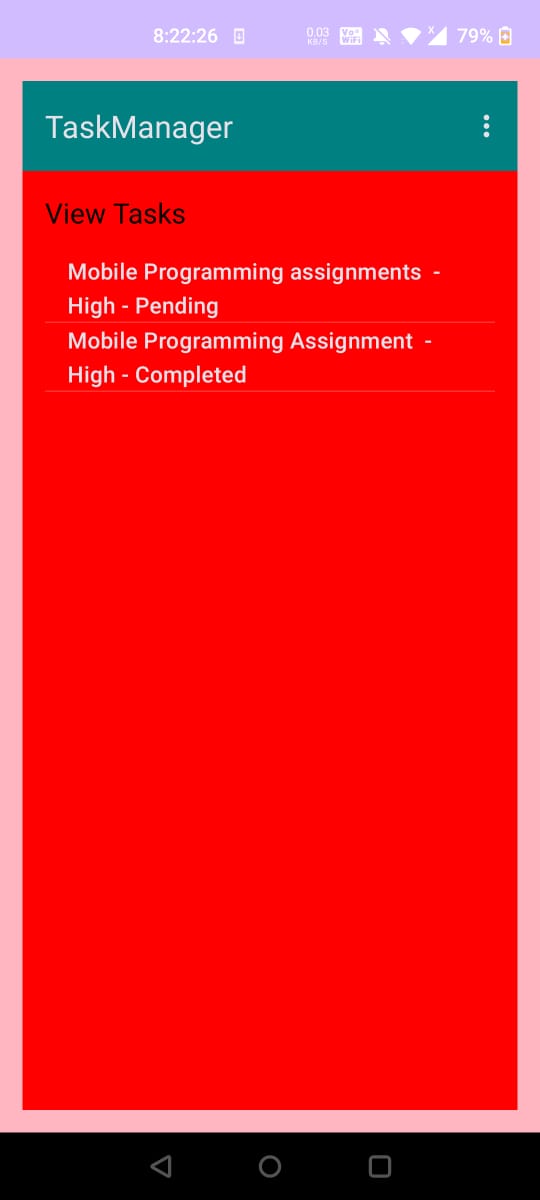 8:22:26 0.03 KB/S Vo WiFi X 79%
TaskManager
View Tasks
Mobile Programming assignments  -
High - Pending
Mobile Programming Assignment  -
High - Completed